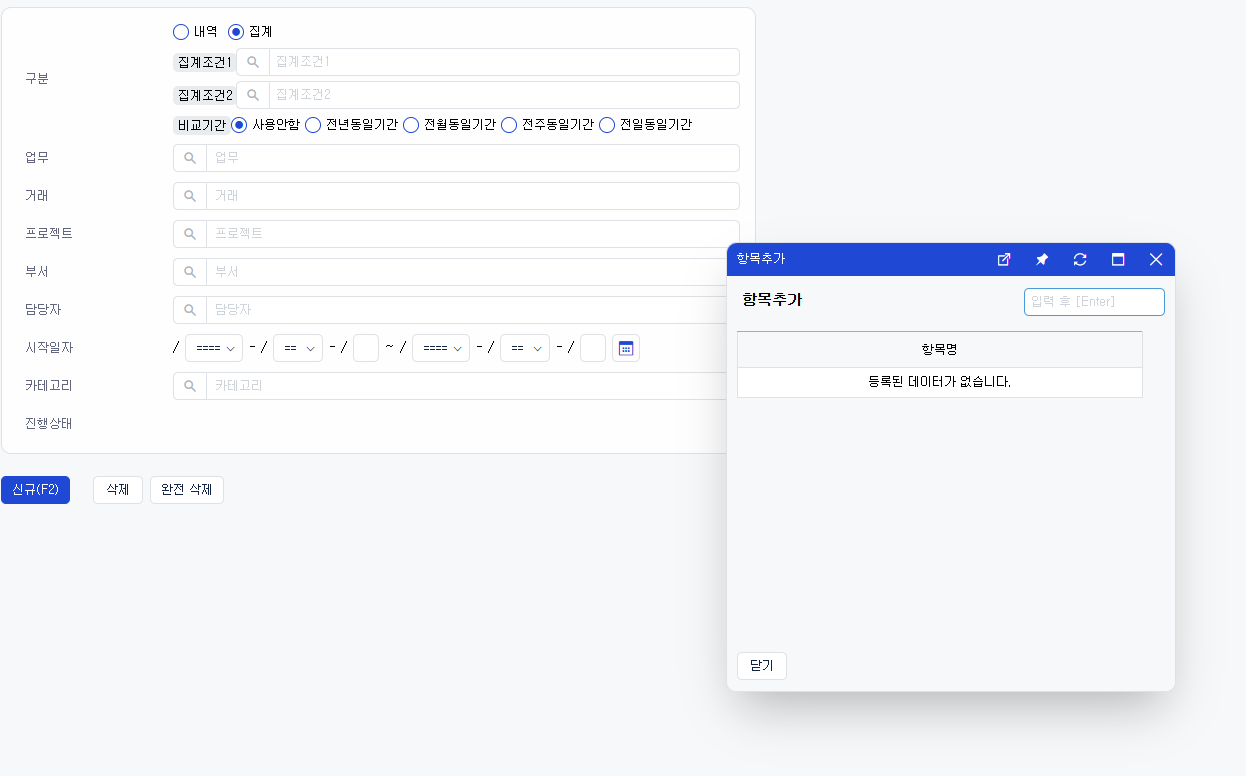 내역 집계
구분
집계조건1 집계조건1
집계조건2 집계조건2
비교기간 사용안함 전년동일기간 전월동일기간 전주동일기간 전일동일기간
업무 업무
거래 거래
프로젝트 프로젝트
부서 부서
담당자 담당자
시작일자 / ==== - / == - / ~ / ==== - / == - /
카테고리 카테고리
진행상태
신규(F2) 삭제 완전 삭제
항목추가
항목추가 입력 후 [Enter]
항목명
등록된 데이터가 없습니다.
닫기